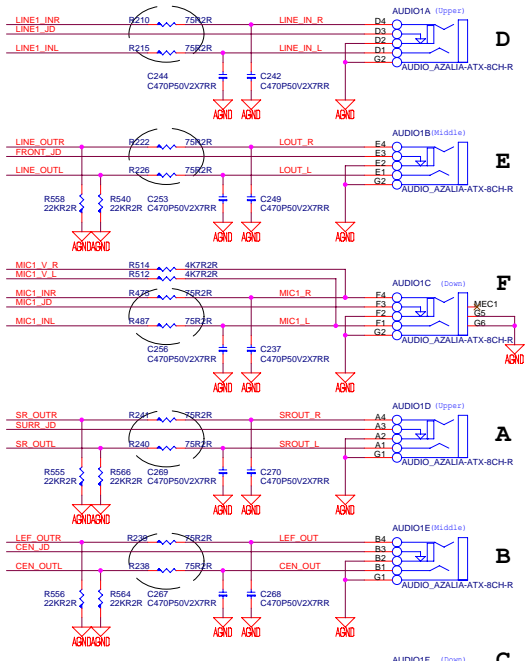 AUDIO1A (Upper)
LINE1_INR R210 75R2R LINE_IN_R D4
LINE1_JD D3
D2
LINE1_INL R215 75R2R LINE_IN_L D1
G2
D
AUDIO_AZALIA-ATX-8CH-R
C244 C242
C470P50V2X7RR C470P50V2X7RR
AGND AGND AGND
AUDIO1B (Middle)
LINE_OUTR R222 75R2R LOUT_R E4
FRONT_JD E3
E2
LINE_OUTL R226 75R2R LOUT_L E1
G2
E
AUDIO_AZALIA-ATX-8CH-R
R558 R540 C253 C249
22KR2R 22KR2R C470P50V2X7RR C470P50V2X7RR
AGND AGND AGND AGND AGND
MIC1_V_R R514 4K7R2R
MIC1_V_L R512 4K7R2R
AUDIO1C (Down)
F
MIC1_INR 75R2R MIC1_R F4
MIC1_JD F3 MEC1
F2 G5
MIC1_INL R487 75R2R MIC1_L F1 G6
G2
AUDIO_AZALIA-ATX-8CH-R
C256 C237
C470P50V2X7RR C470P50V2X7RR
AGND AGND AGND AGND
AUDIO1D (Upper)
SR_OUTR R241 75R2R SROUT_R A4
SURR_JD A3
A2
SR_OUTL R240 75R2R SROUT_L A1
G1
A
AUDIO_AZALIA-ATX-8CH-R
R555 R566 C269 C270
22KR2R 22KR2R C470P50V2X7RR C470P50V2X7RR
AGND AGND AGND AGND AGND
AUDIO1E (Middle)
LEF_OUTR R239 75R2R LEF_OUT B4
CEN_JD B3
B2
CEN_OUTL R238 75R2R CEN_OUT B1
G1
B
AUDIO_AZALIA-ATX-8CH-R
R556 R564 C267 C268
22KR2R 22KR2R C470P50V2X7RR C470P50V2X7RR
AGND AGND AGND AGND AGND